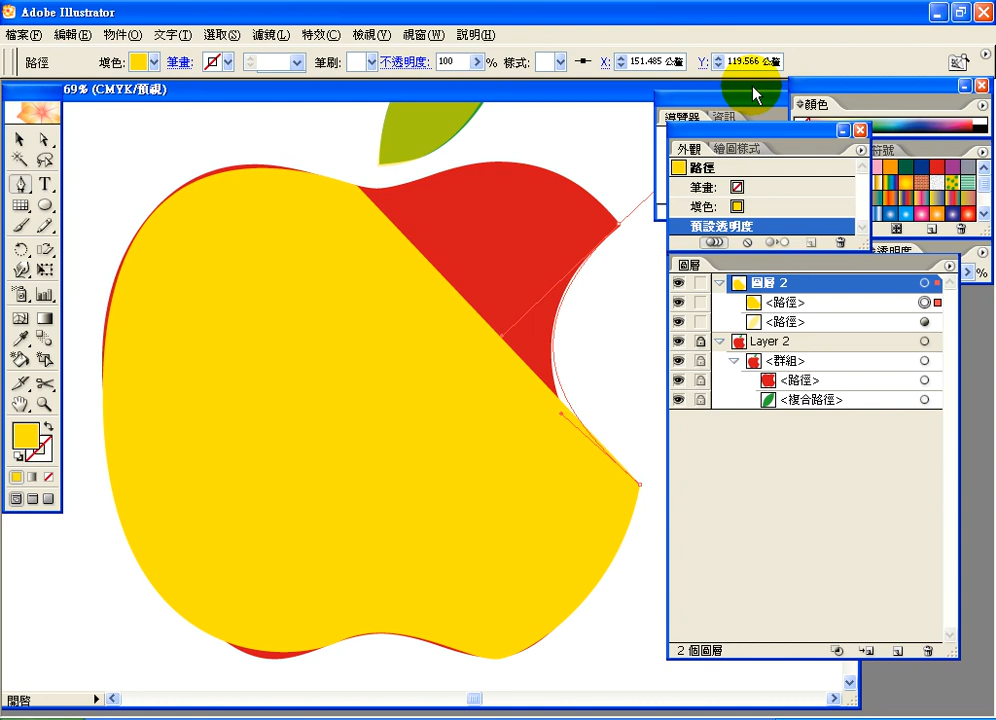 Adobe Illustrator
檔案(F) 編輯(E) 物件(O) 文字(T) 選取(S) 濾鏡(L) 特效(C) 檢視(V) 視窗(W) 說明(H)
路徑 填色: 筆畫: 筆刷: 不透明度: 100 % 樣式: X: 151.485 公釐 Y: 119.566 公釐
69% (CMYK/預視)
導覽器 資訊
顏色
外觀 繪圖樣式
符號
路徑
筆畫:
填色:
預設透明度
透明度
圖層
%
圖層 2
<路徑>
<路徑>
Layer 2
<群組>
<路徑>
<複合路徑>
2 個圖層
開啓